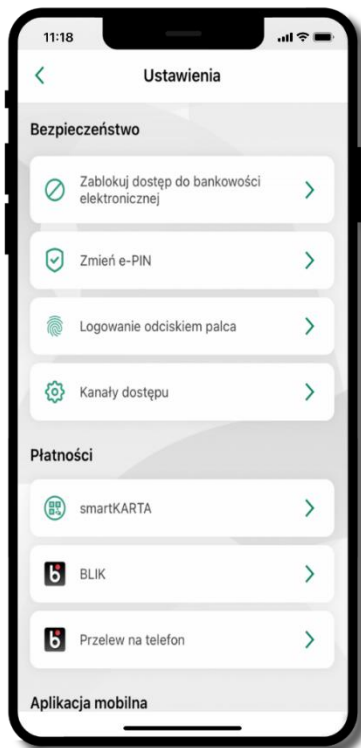 11:18
Ustawienia
Bezpieczeństwo
Zablokuj dostęp do bankowości
elektronicznej
Zmień e-PIN
Logowanie odciskiem palca
Kanały dostępu
Płatności
smartKARTA
BLIK
Przelew na telefon
Aplikacja mobilna